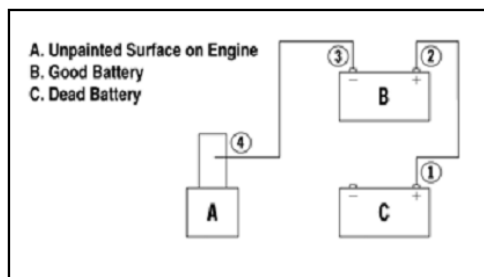 A. Unpainted Surface on Engine
B. Good Battery
C. Dead Battery
3
2
− +
B
4
1
− +
A
C